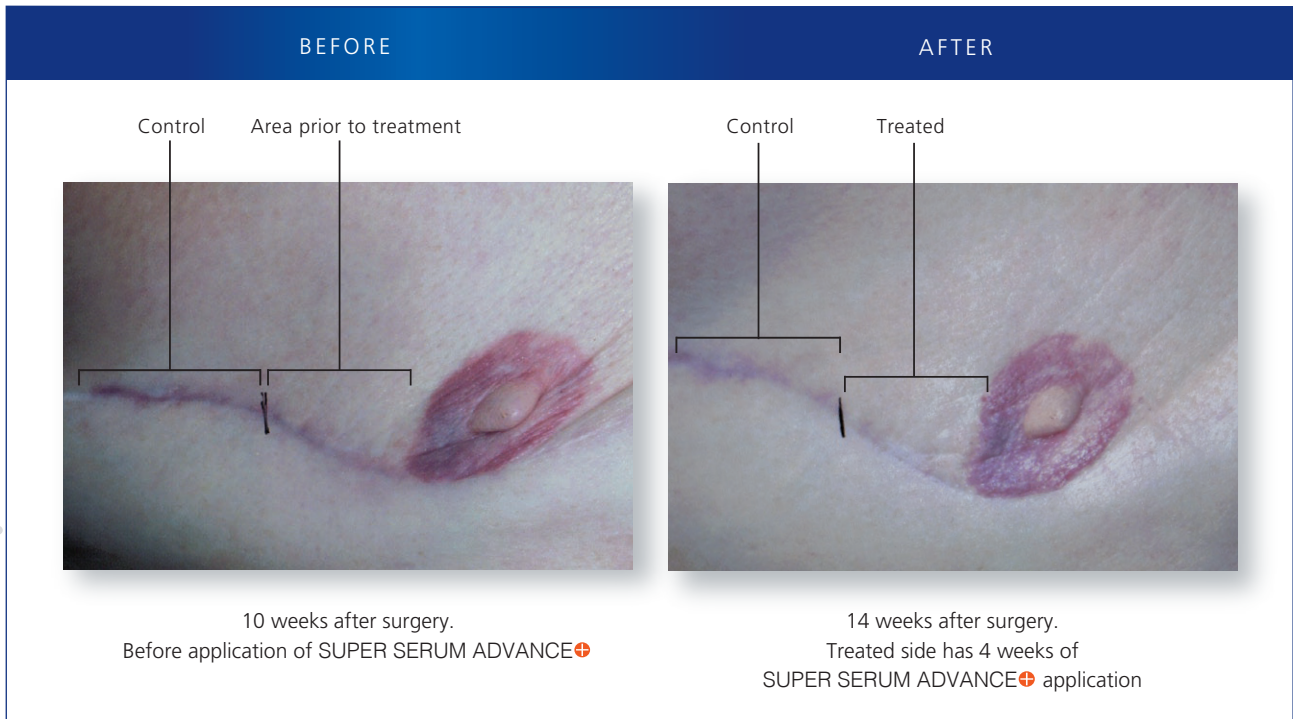 BEFORE
AFTER
Control
Area prior to treatment
Control
Treated
10 weeks after surgery.
Before application of SUPER SERUM ADVANCE+
14 weeks after surgery.
Treated side has 4 weeks of
SUPER SERUM ADVANCE+ application